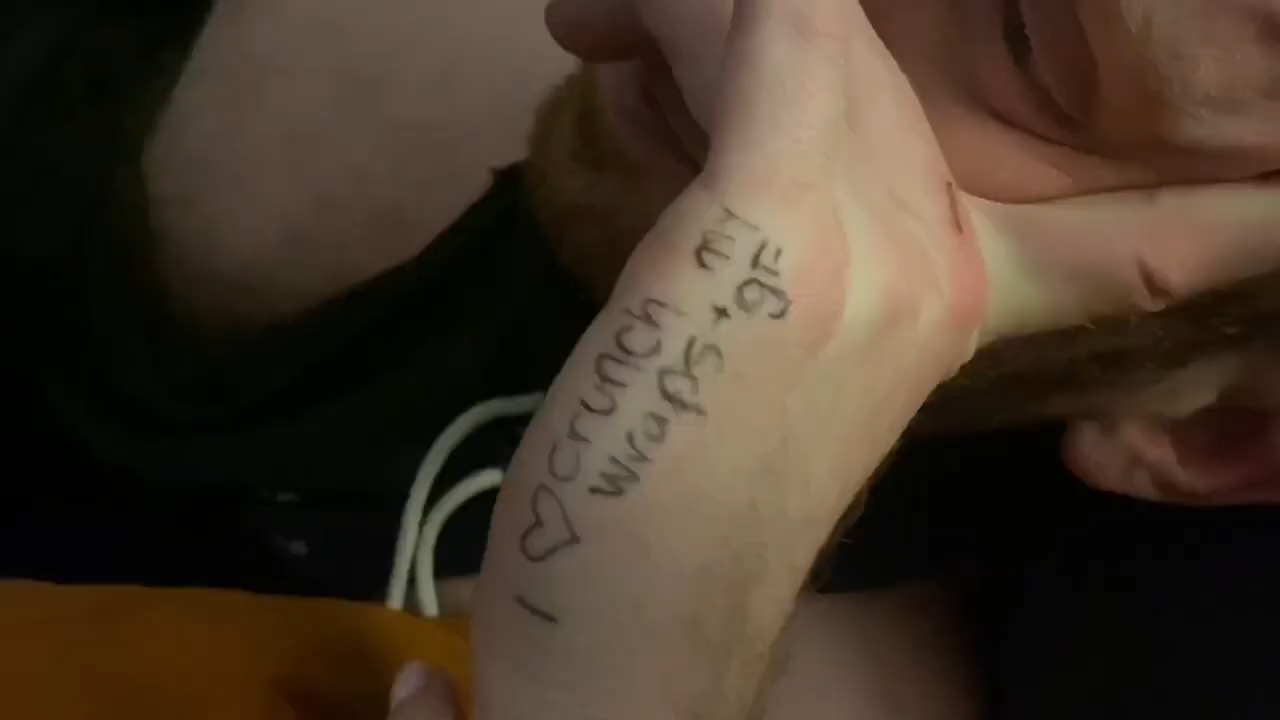 I ♡ crunch
wraps + my
gf